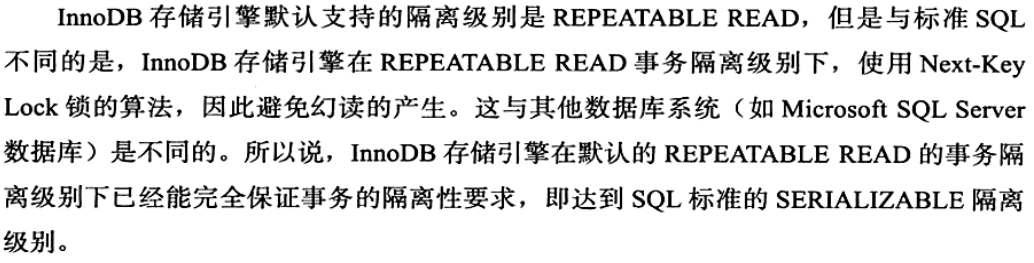 InnoDB 存储引擎默认支持的隔离级别是 REPEATABLE READ，但是与标准 SQL
不同的是，InnoDB 存储引擎在 REPEATABLE READ 事务隔离级别下，使用 Next-Key
Lock 锁的算法，因此避免幻读的产生。这与其他数据库系统（如 Microsoft SQL Server
数据库）是不同的。所以说，InnoDB 存储引擎在默认的 REPEATABLE READ 的事务隔
离级别下已经能完全保证事务的隔离性要求，即达到 SQL 标准的 SERIALIZABLE 隔离
级别。